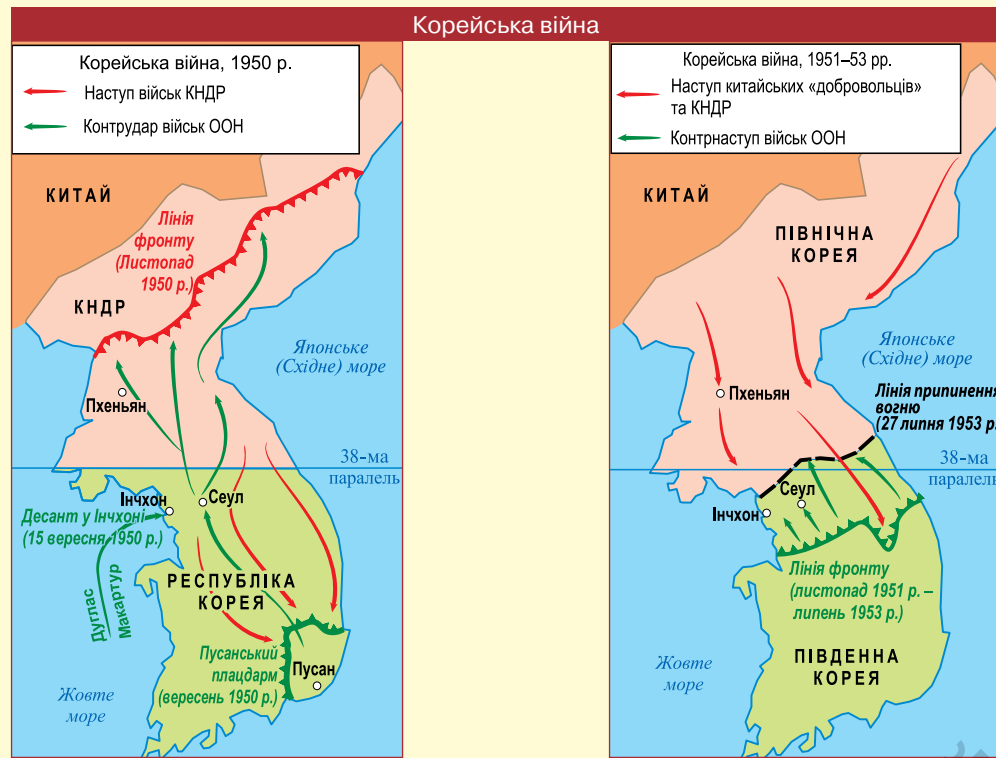 Корейська війна
Корейська війна, 1950 р.
Наступ військ КНДР
Контрудар військ ООН
КИТАЙ
Лінія
фронту
(Листопад
1950 р.)
КНДР
Японське
(Східне) море
Пхеньян
38-ма
паралель
Інчхон
Сеул
Десант у Інчхоні
(15 вересня 1950 р.)
Дуглас
Макартур
РЕСПУБЛІКА
КОРЕЯ
Пусанський
плацдарм
(вересень 1950 р.)
Пусан
Жовте
море
Корейська війна, 1951–53 рр.
Наступ китайських «добровольців»
та КНДР
Контрнаступ військ ООН
КИТАЙ
ПІВНІЧНА
КОРЕЯ
Японське
(Східне) море
Пхеньян
Лінія припинення
вогню
(27 липня 1953 р.
38-ма
паралель
Сеул
Інчхон
Лінія фронту
(листопад 1951 р. –
липень 1953 р.)
ПІВДЕННА
КОРЕЯ
Жовте
море